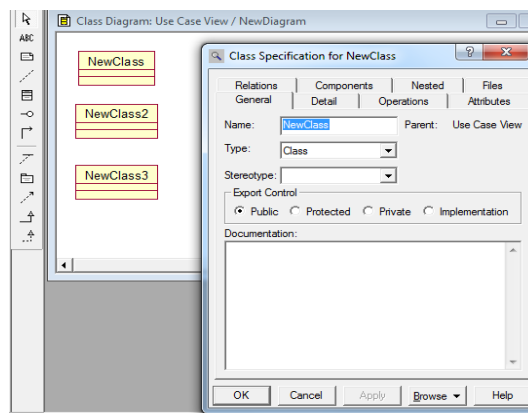 Class Diagram: Use Case View / NewDiagram
ABC
NewClass
NewClass2
NewClass3
Class Specification for NewClass
?
Relations Components Nested Files
General Detail Operations Attributes
Name: NewClass Parent: Use Case View
Type: Class
Stereotype:
Export Control
Public Protected Private Implementation
Documentation:
OK Cancel Apply Browse Help